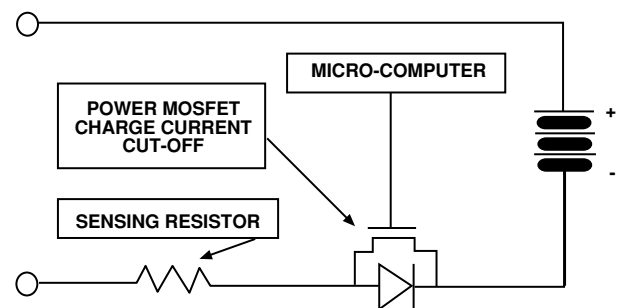 MICRO-COMPUTER
POWER MOSFET
CHARGE CURRENT
CUT-OFF
+
-
SENSING RESISTOR